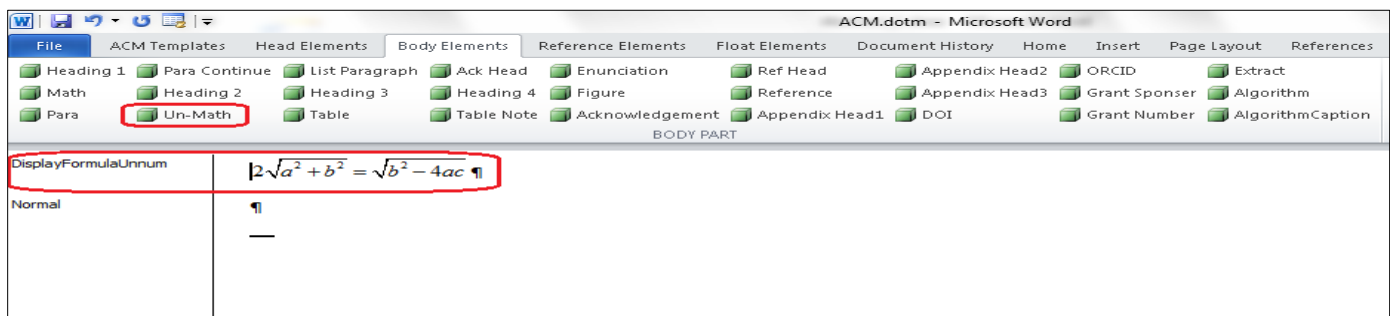 W ACM.dotm - Microsoft Word
File ACM Templates Head Elements Body Elements Reference Elements Float Elements Document History Home Insert Page Layout References
Heading 1 Para Continue List Paragraph Ack Head Enunciation Ref Head Appendix Head2 ORCID Extract
Math Heading 2 Heading 3 Heading 4 Figure Reference Appendix Head3 Grant Sponser Algorithm
Para Un-Math Table Table Note Acknowledgement Appendix Head1 DOI Grant Number AlgorithmCaption
BODY PART
DisplayFormulaUnnum 2√a² + b² = √b² − 4ac ¶
Normal ¶